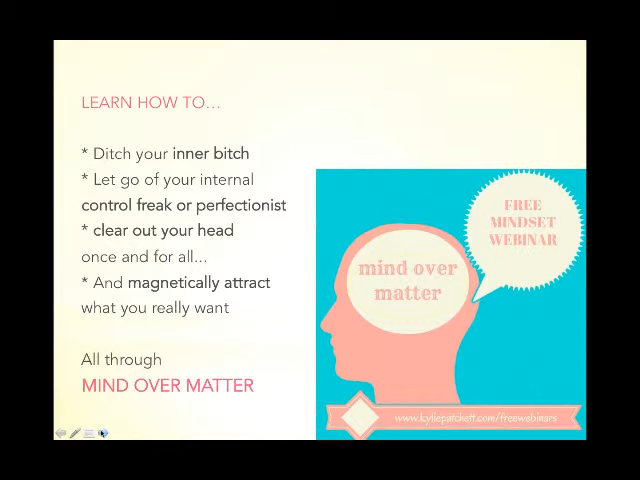 LEARN HOW TO...
* Ditch your inner bitch
* Let go of your internal
control freak or perfectionist
* clear out your head
once and for all...
* And magnetically attract
what you really want
All through
MIND OVER MATTER
FREE
MINDSET
WEBINAR
mind over
matter
www.kyliepatchett.com/freewebinars